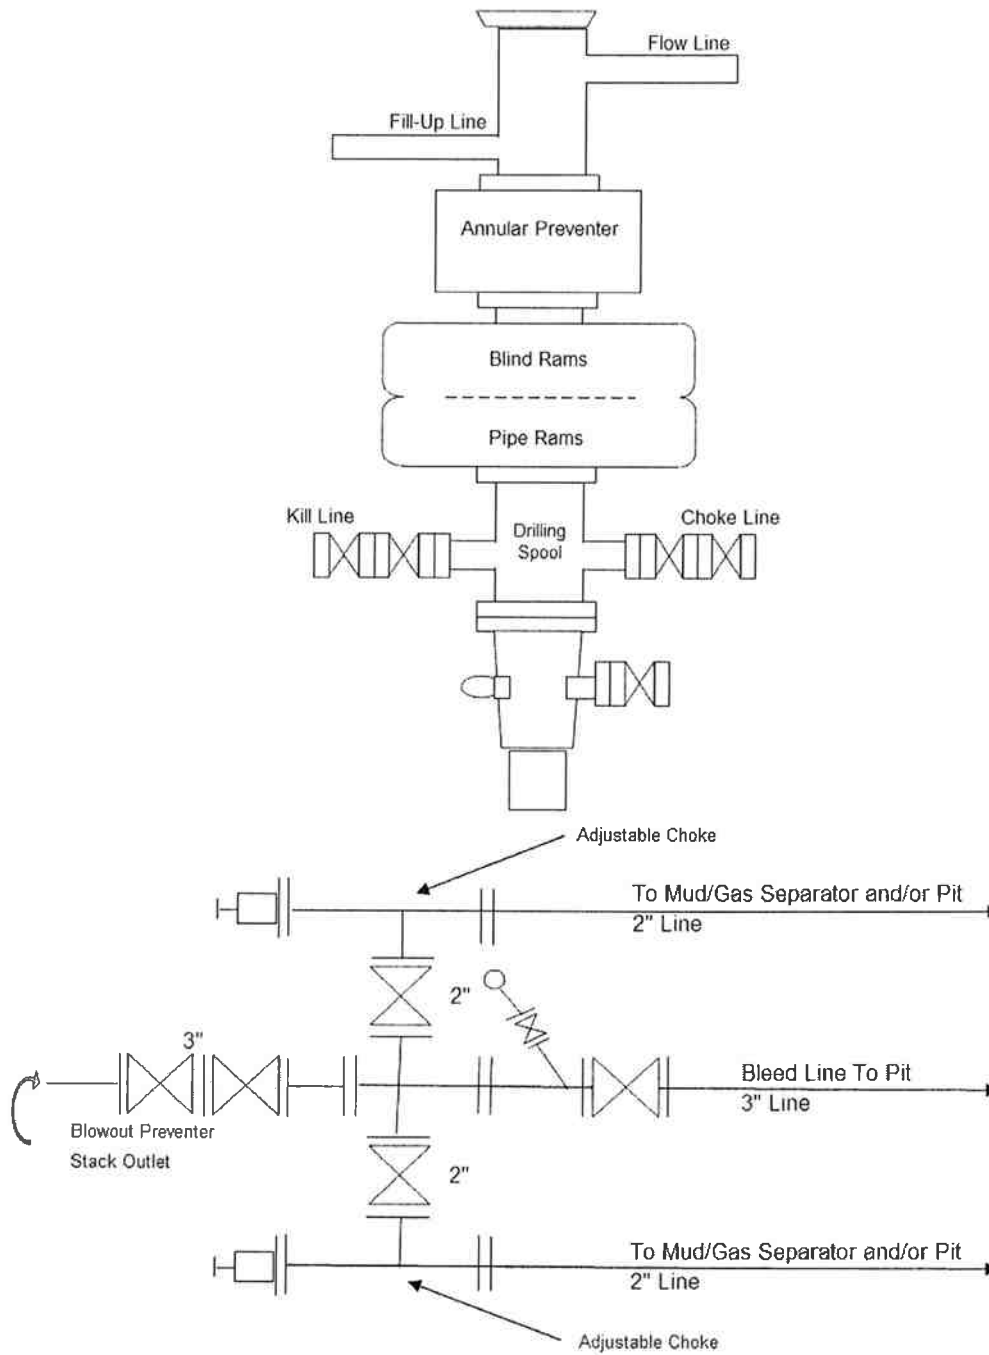 Flow Line
Fill-Up Line
Annular Preventer
Blind Rams
Pipe Rams
Kill Line
Drilling
Spool
Choke Line
Adjustable Choke
To Mud/Gas Separator and/or Pit
2" Line
2"
3"
Bleed Line To Pit
3" Line
Blowout Preventer
Stack Outlet
2"
To Mud/Gas Separator and/or Pit
2" Line
Adjustable Choke